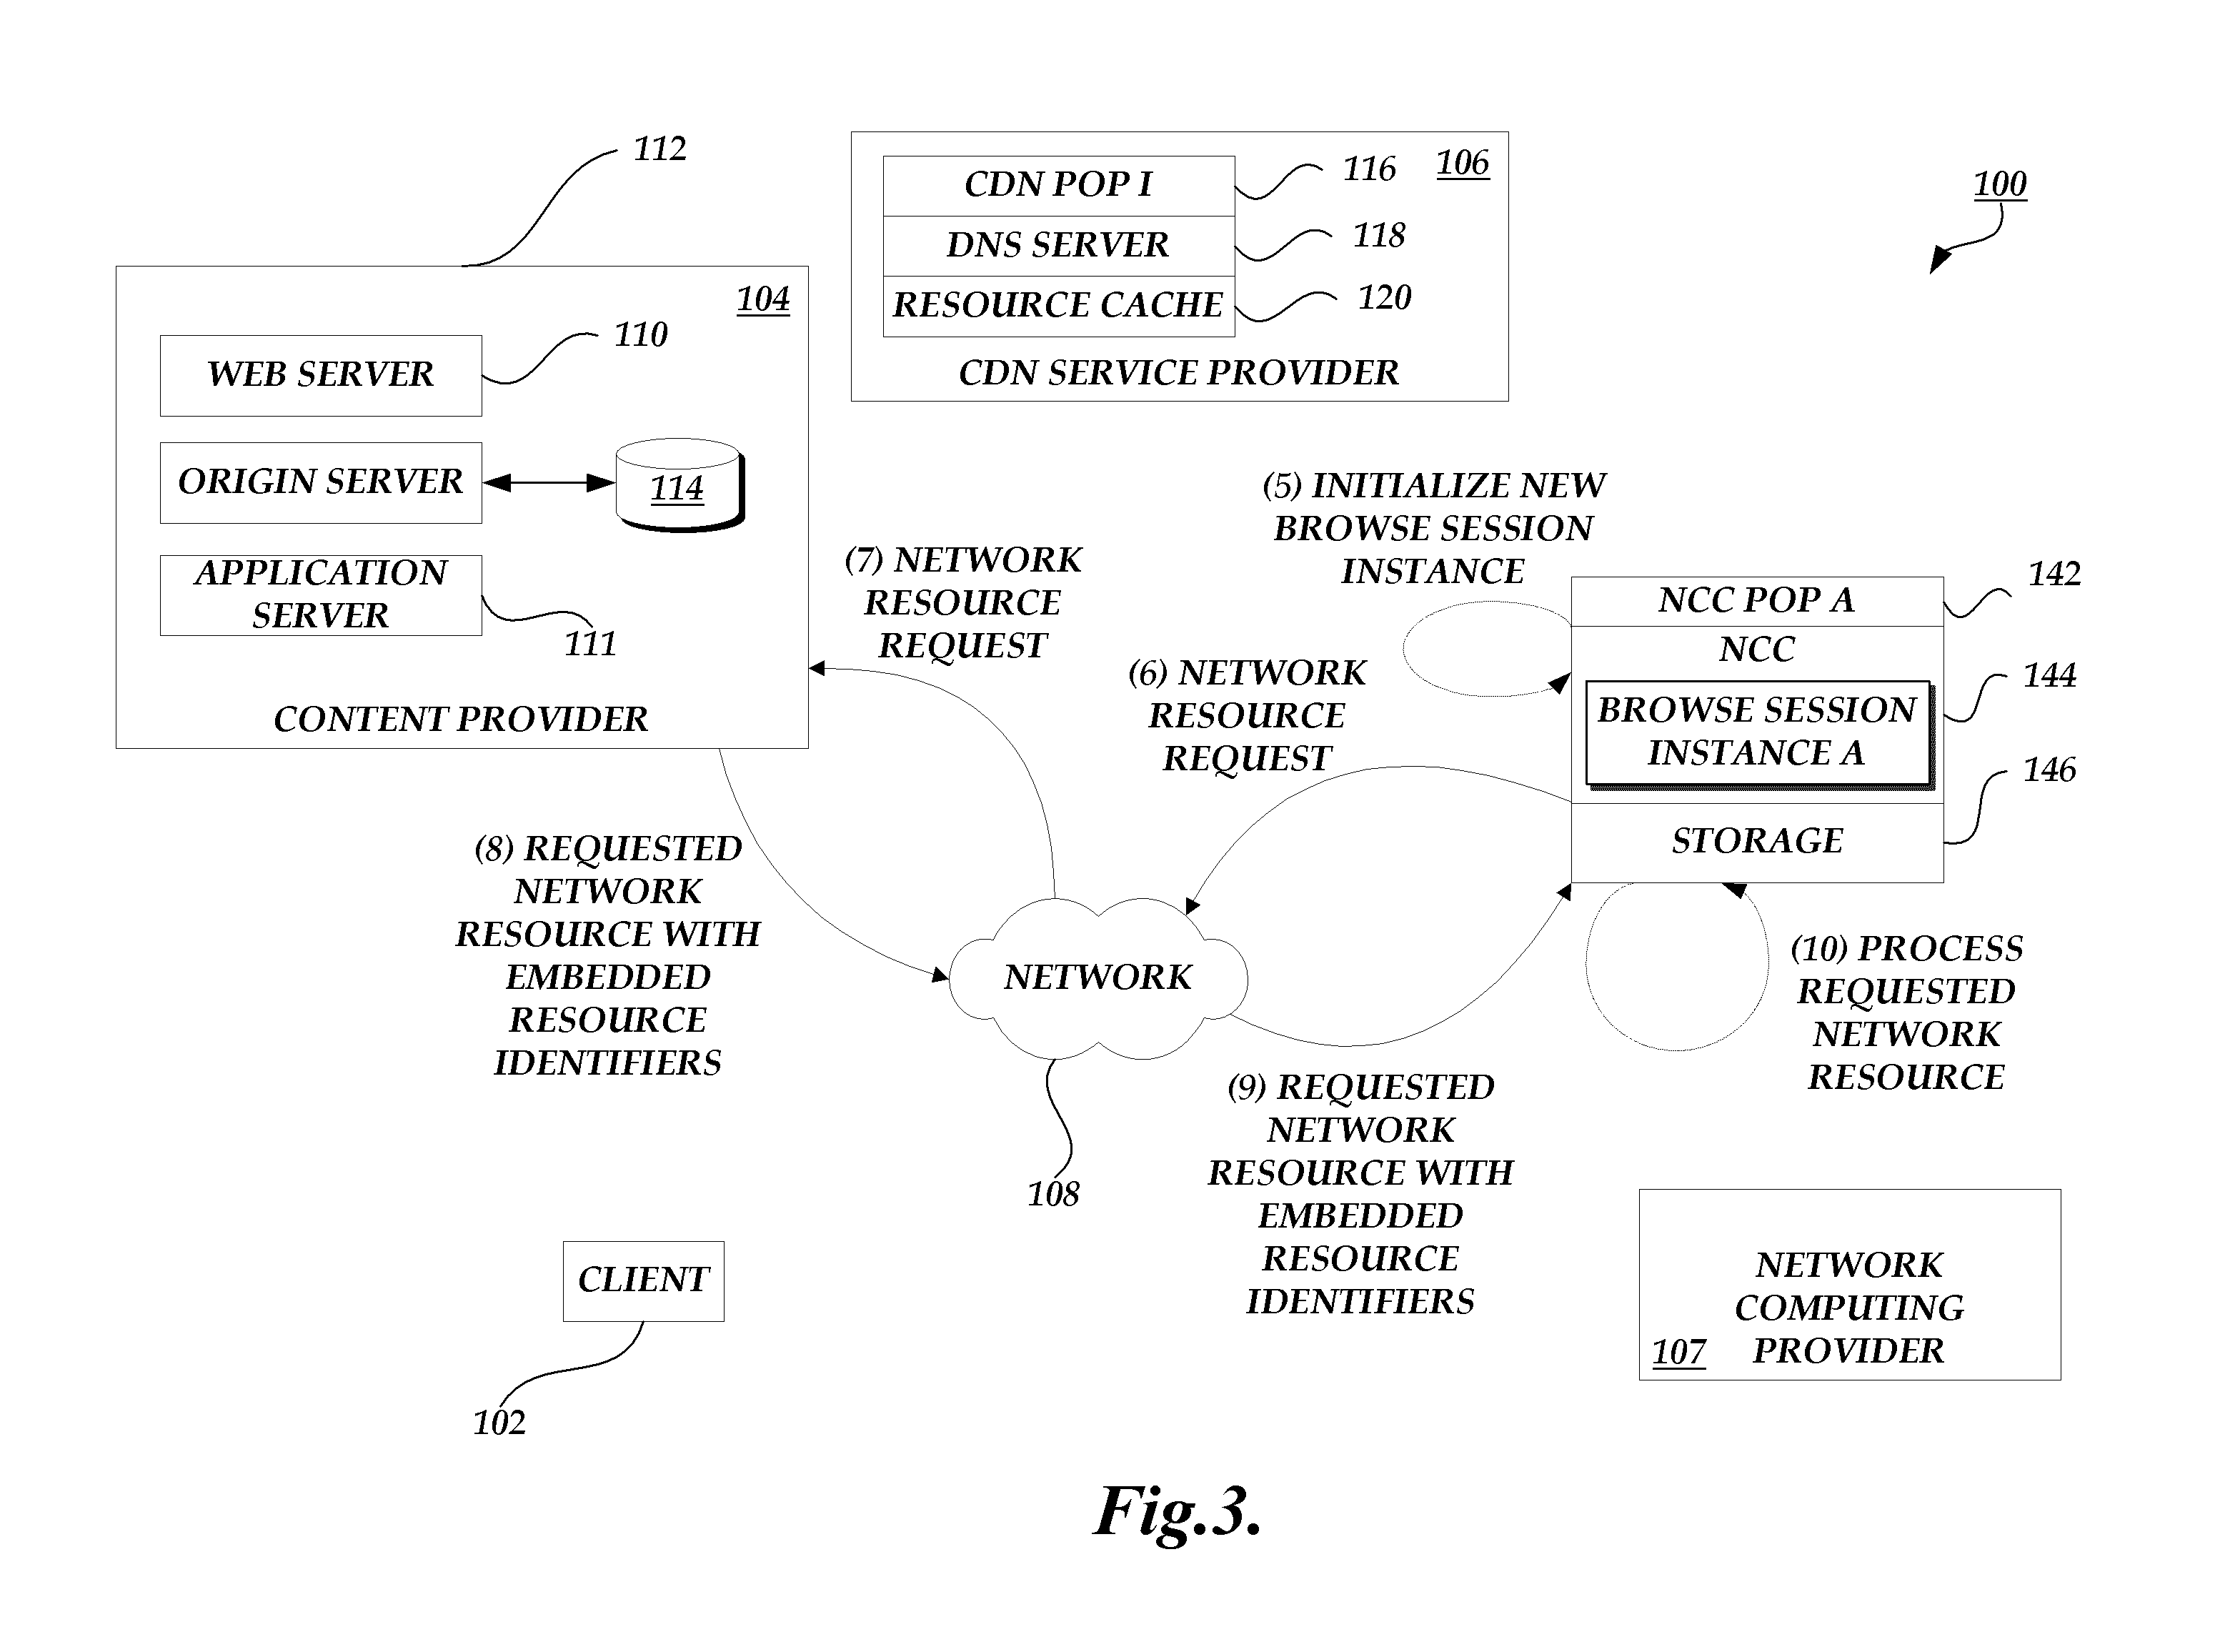 112
CDN POP I
116
106
100
DNS SERVER
118
RESOURCE CACHE
120
CDN SERVICE PROVIDER
104
WEB SERVER
110
ORIGIN SERVER
114
APPLICATION
SERVER
111
CONTENT PROVIDER
(5) INITIALIZE NEW
BROWSE SESSION
INSTANCE
(7) NETWORK
RESOURCE
REQUEST
(6) NETWORK
RESOURCE
REQUEST
NCC POP A
142
NCC
144
BROWSE SESSION
INSTANCE A
146
STORAGE
(8) REQUESTED
NETWORK
RESOURCE WITH
EMBEDDED
RESOURCE
IDENTIFIERS
NETWORK
108
(10) PROCESS
REQUESTED
NETWORK
RESOURCE
(9) REQUESTED
NETWORK
RESOURCE WITH
EMBEDDED
RESOURCE
IDENTIFIERS
CLIENT
102
NETWORK
COMPUTING
PROVIDER
107
Fig.3.